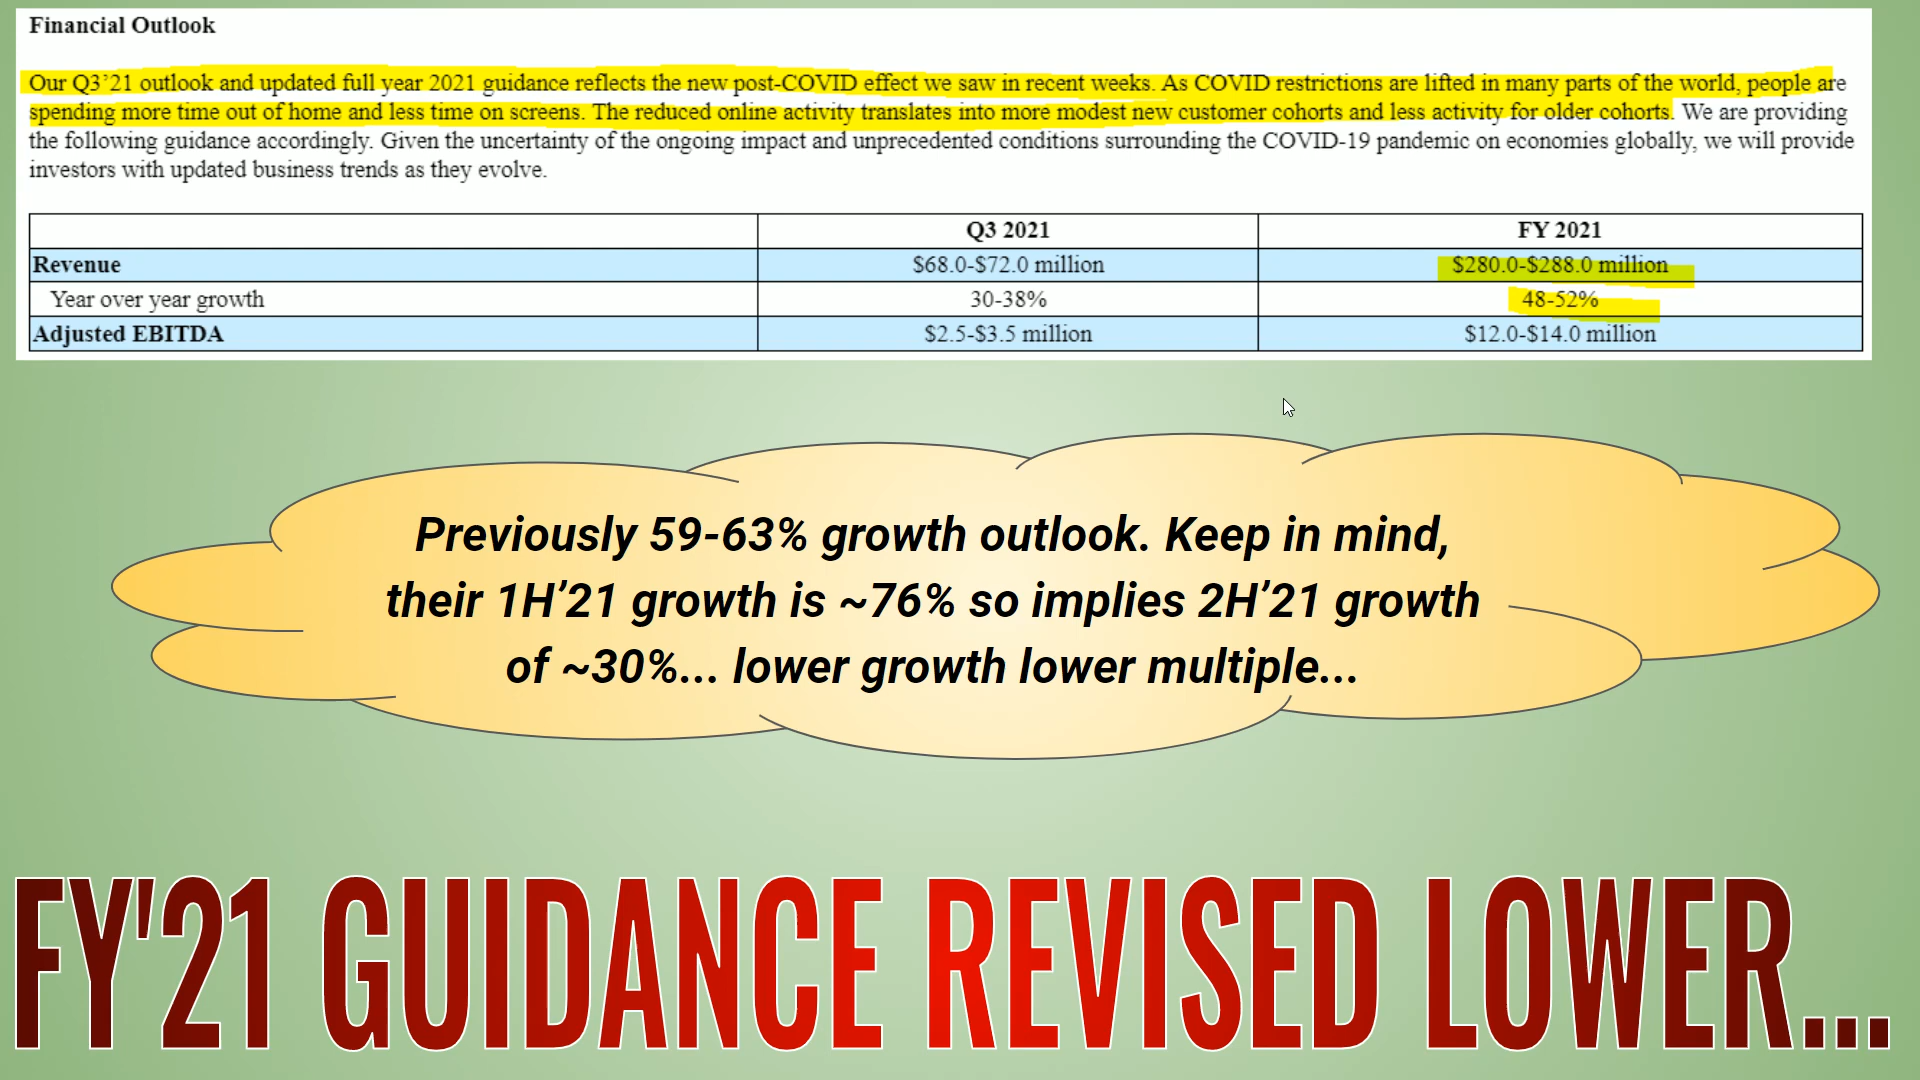 Financial Outlook
Our Q3’21 outlook and updated full year 2021 guidance reflects the new post-COVID effect we saw in recent weeks. As COVID restrictions are lifted in many parts of the world, people are
spending more time out of home and less time on screens. The reduced online activity translates into more modest new customer cohorts and less activity for older cohorts. We are providing
the following guidance accordingly. Given the uncertainty of the ongoing impact and unprecedented conditions surrounding the COVID-19 pandemic on economies globally, we will provide
investors with updated business trends as they evolve.
Q3 2021 FY 2021
Revenue $68.0-$72.0 million $280.0-$288.0 million
Year over year growth 30-38% 48-52%
Adjusted EBITDA $2.5-$3.5 million $12.0-$14.0 million
Previously 59-63% growth outlook. Keep in mind,
their 1H’21 growth is ~76% so implies 2H’21 growth
of ~30%... lower growth lower multiple...
FY'21 GUIDANCE REVISED LOWER...